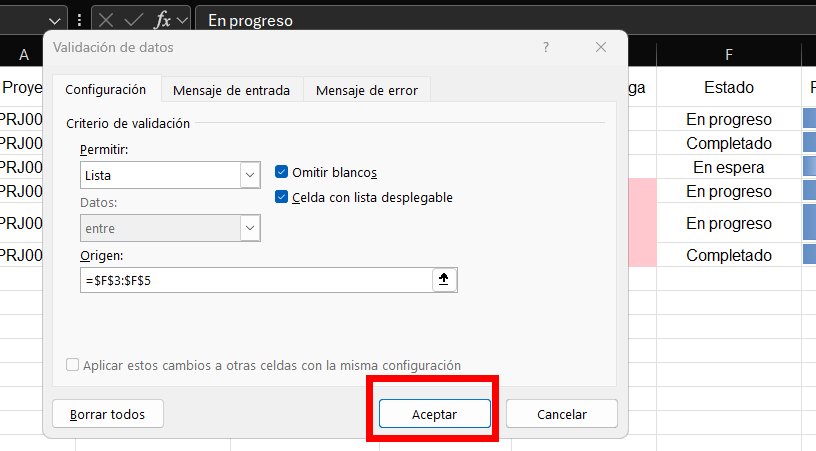 fx En progreso
Validación de datos ?
A F
Configuración Mensaje de entrada Mensaje de error
Proye ga Estado
Criterio de validación
PRJ00 En progreso
Permitir:
PRJ00 Completado
Lista Omitir blancos
PRJ00 En espera
Datos: Celda con lista desplegable
PRJ00 En progreso
entre
PRJ00 En progreso
Origen:
PRJ00 Completado
=$F$3:$F$5
Aplicar estos cambios a otras celdas con la misma configuración
Borrar todos Aceptar Cancelar